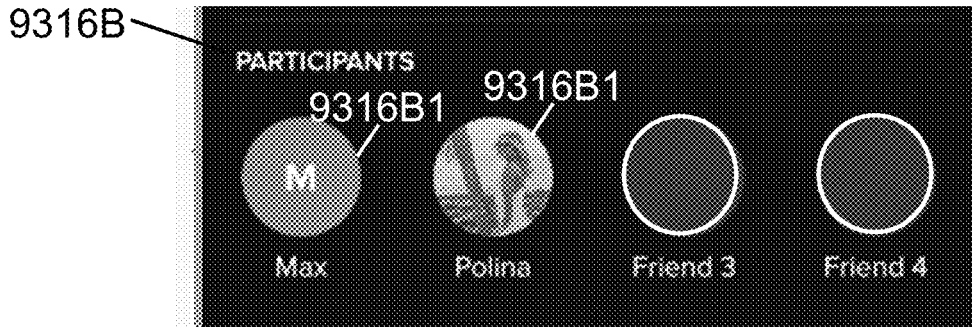 9316B
PARTICIPANTS
9316B1 9316B1
M
Max Polina Friend 3 Friend 4